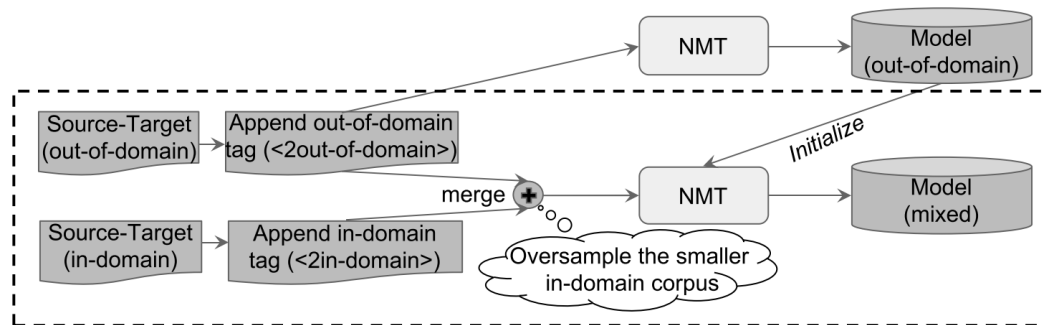 NMT
Model
(out-of-domain)
Source-Target
(out-of-domain)
Append out-of-domain
tag (<2out-of-domain>)
Initialize
merge
NMT
Model
(mixed)
Source-Target
(in-domain)
Append in-domain
tag (<2in-domain>)
Oversample the smaller
in-domain corpus